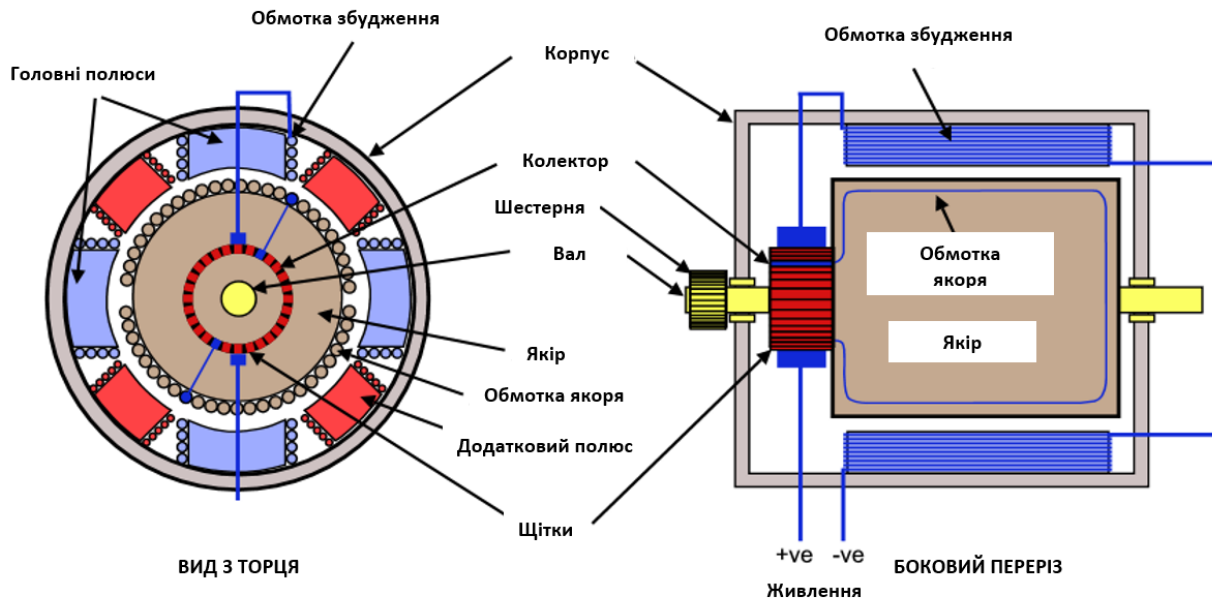 Обмотка збудження
Головні полюси
Корпус
Обмотка збудження
Колектор
Шестерня
Вал
Обмотка
якоря
Якір
Якір
Обмотка якоря
Додатковий полюс
Щітки
+ve
-ve
Живлення
ВИД З ТОРЦЯ
БОКОВИЙ ПЕРЕРІЗ